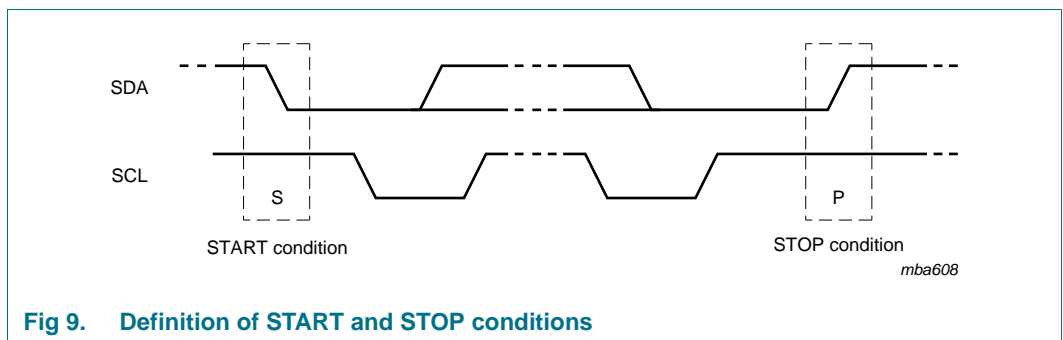 SDA
SCL
S
P
START condition
STOP condition
mba608
Fig 9. Definition of START and STOP conditions